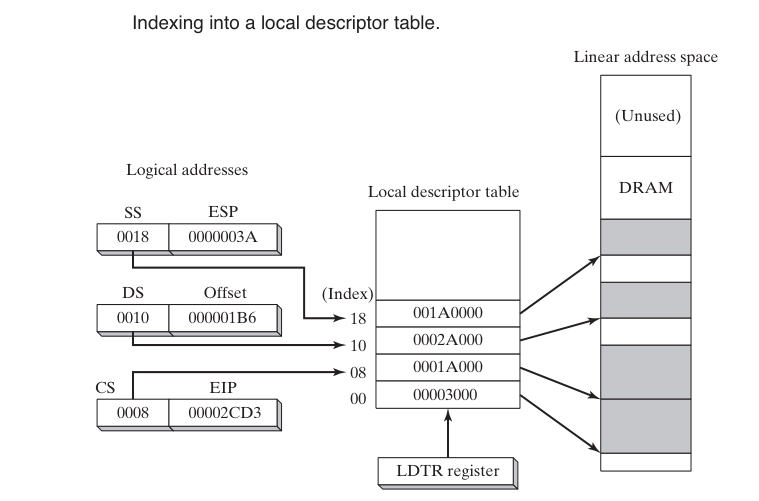 Indexing into a local descriptor table.
Linear address space
(Unused)
DRAM
Logical addresses
SS ESP
0018 0000003A
DS Offset
0010 000001B6
CS EIP
0008 00002CD3
Local descriptor table
(Index)
18 001A0000
10 0002A000
08 0001A000
00 00003000
LDTR register